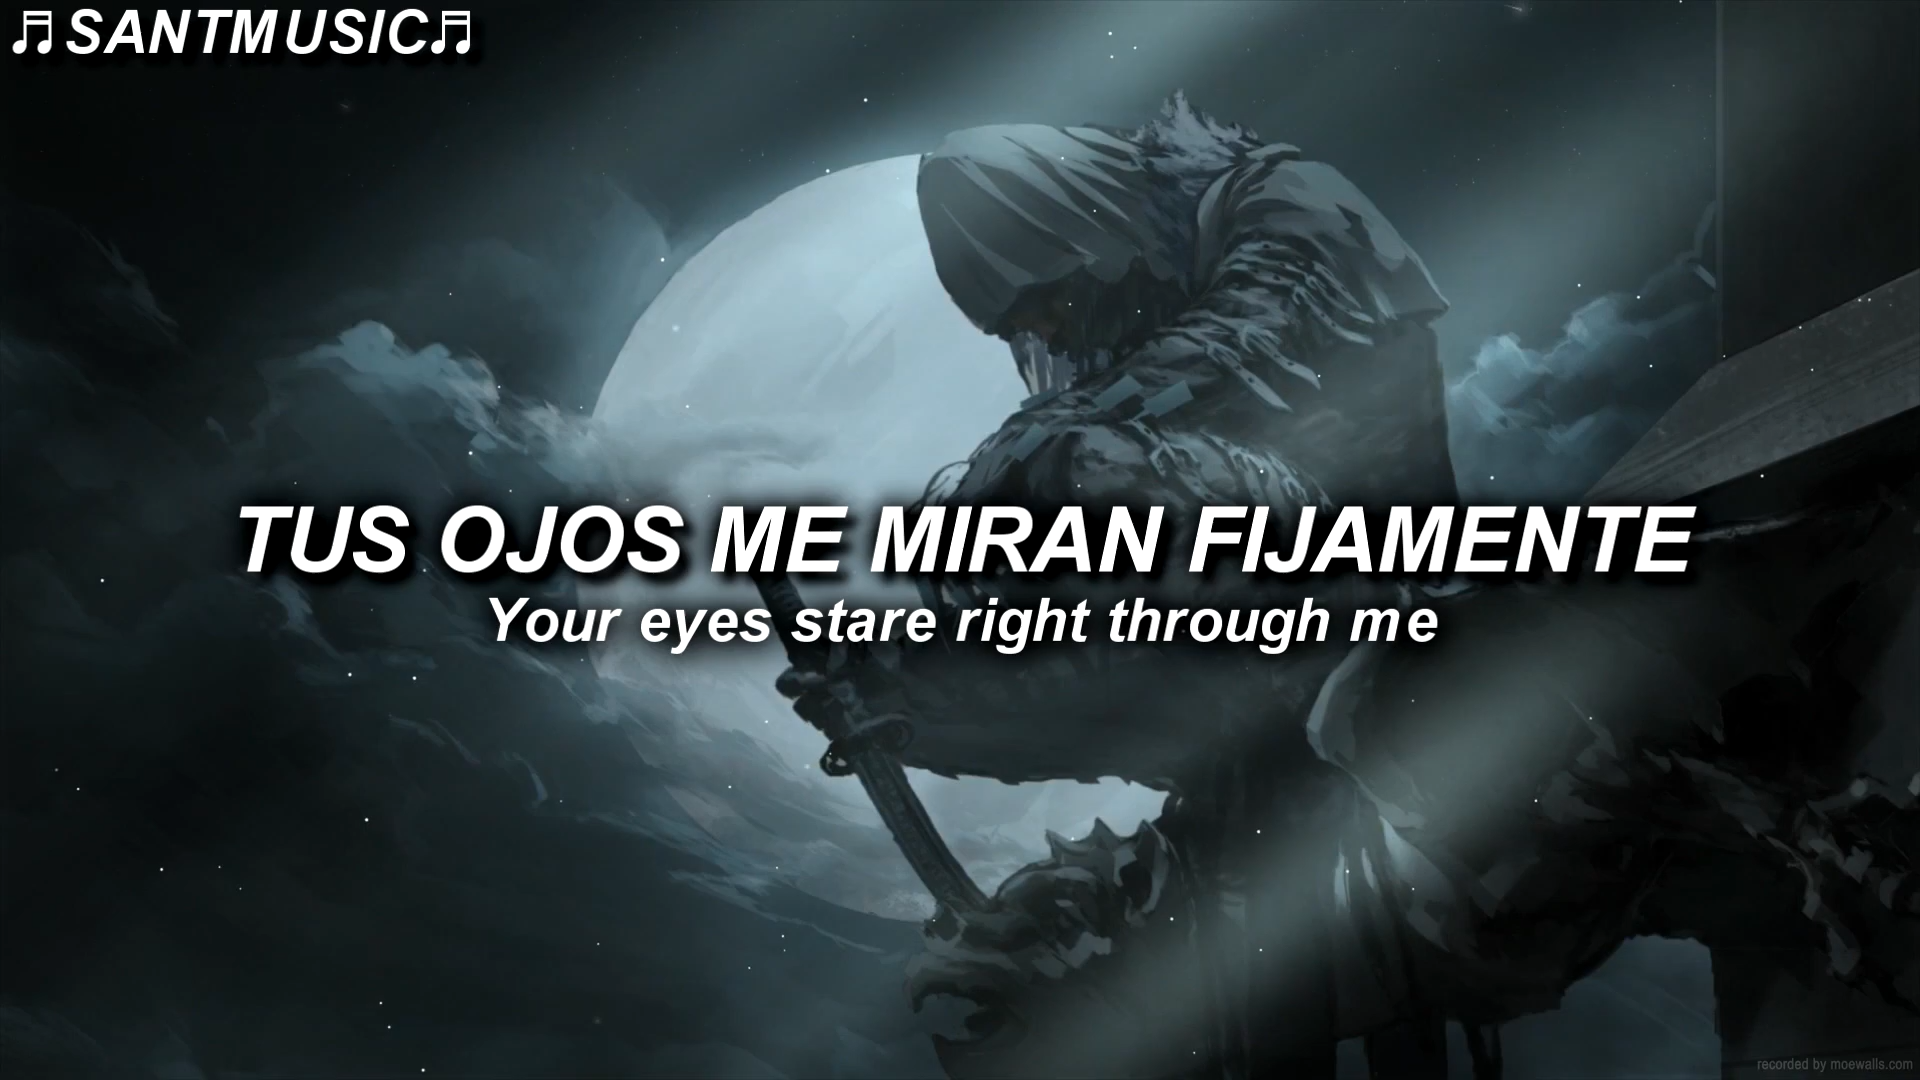 ♬SANTMUSIC♬
TUS OJOS ME MIRAN FIJAMENTE
Your eyes stare right through me
recorded by moewalls.com